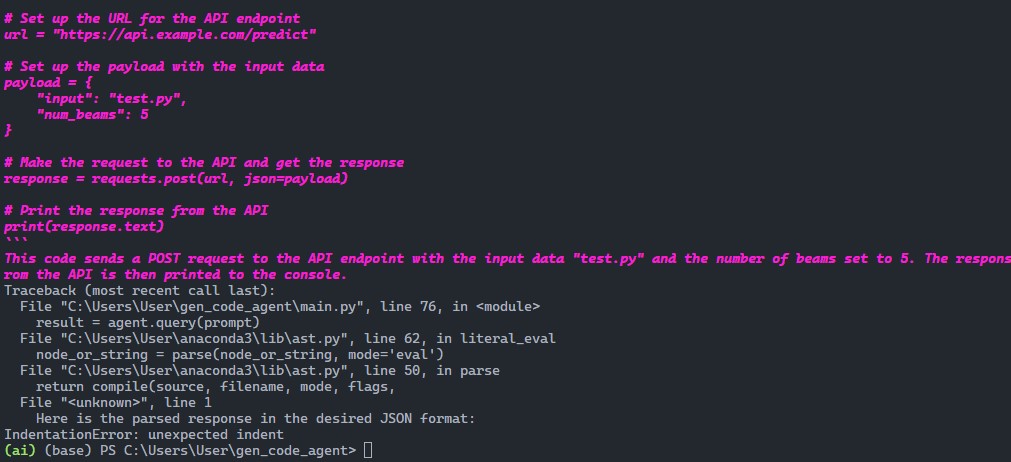 # Set up the URL for the API endpoint
url = "https://api.example.com/predict"
# Set up the payload with the input data
payload = {
    "input": "test.py",
    "num_beams": 5
}
# Make the request to the API and get the response
response = requests.post(url, json=payload)
# Print the response from the API
print(response.text)
```
This code sends a POST request to the API endpoint with the input data "test.py" and the number of beams set to 5. The respons
rom the API is then printed to the console.
Traceback (most recent call last):
  File "C:\Users\User\gen_code_agent\main.py", line 76, in <module>
    result = agent.query(prompt)
  File "C:\Users\User\anaconda3\lib\ast.py", line 62, in literal_eval
    node_or_string = parse(node_or_string, mode='eval')
  File "C:\Users\User\anaconda3\lib\ast.py", line 50, in parse
    return compile(source, filename, mode, flags,
  File "<unknown>", line 1
    Here is the parsed response in the desired JSON format:
IndentationError: unexpected indent
(ai) (base) PS C:\Users\User\gen_code_agent>